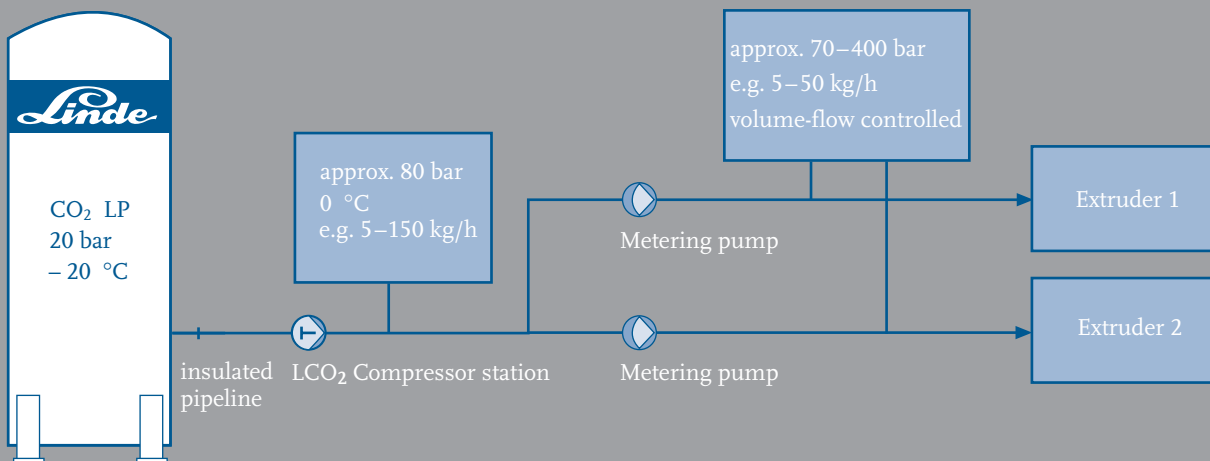 Linde
CO₂ LP
20 bar
– 20 °C
insulated
pipeline
approx. 80 bar
0 °C
e.g. 5–150 kg/h
LCO₂ Compressor station
approx. 70–400 bar
e.g. 5–50 kg/h
volume-flow controlled
Metering pump
Metering pump
Extruder 1
Extruder 2